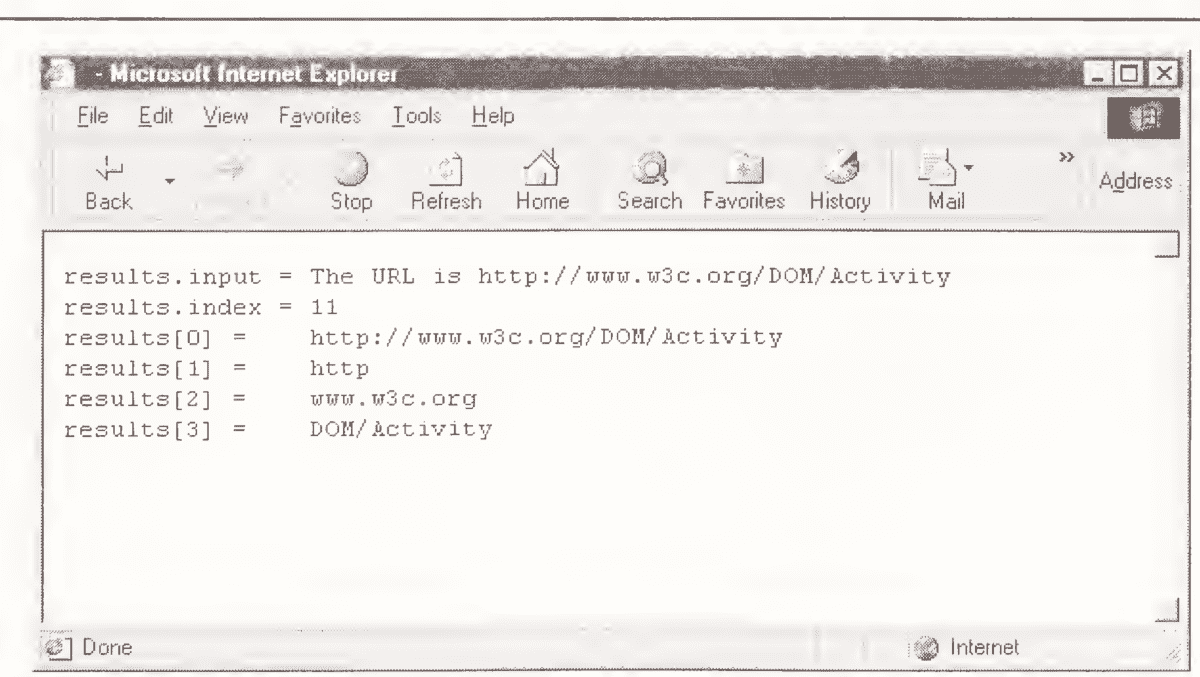 - Microsoft Internet Explorer
File Edit View Favorites Tools Help
Back Stop Refresh Home Search Favorites History Mail » Address
results.input = The URL is http://www.w3c.org/DOM/Activity
results.index = 11
results[0] = http://www.w3c.org/DOM/Activity
results[1] = http
results[2] = www.w3c.org
results[3] = DOM/Activity
Done Internet